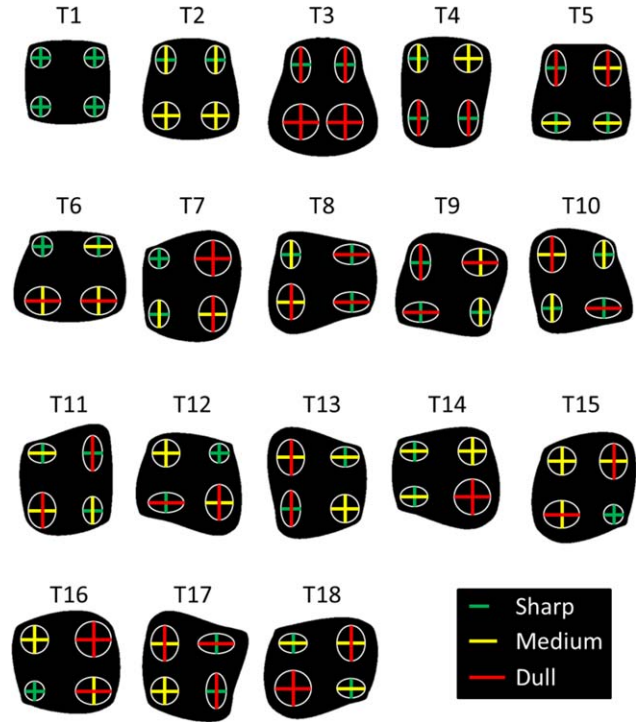 T1 T2 T3 T4 T5
T6 T7 T8 T9 T10
T11 T12 T13 T14 T15
T16 T17 T18
Sharp
Medium
Dull